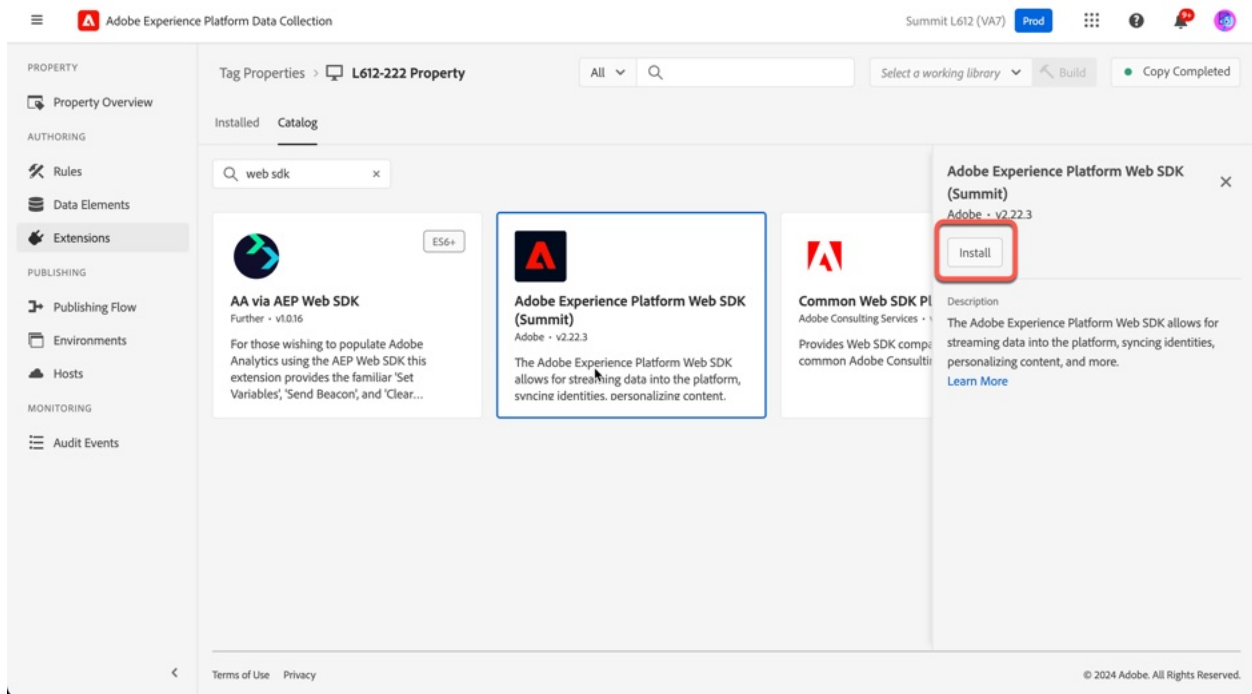 Adobe Experience Platform Data Collection
Summit L612 (VA7)
Prod
9+
PROPERTY
Property Overview
AUTHORING
Rules
Data Elements
Extensions
PUBLISHING
Publishing Flow
Environments
Hosts
MONITORING
Audit Events
Tag Properties > L612-222 Property
All
Select a working library
Build
Copy Completed
Installed Catalog
web sdk
ES6+
AA via AEP Web SDK
Further • v1.0.16
For those wishing to populate Adobe
Analytics using the AEP Web SDK this
extension provides the familiar 'Set
Variables', 'Send Beacon', and 'Clear...
Adobe Experience Platform Web SDK
(Summit)
Adobe • v2.22.3
The Adobe Experience Platform Web SDK
allows for streaming data into the platform,
syncing identities, personalizing content,
Common Web SDK Pl
Adobe Consulting Services •
Provides Web SDK compa
common Adobe Consulti
Adobe Experience Platform Web SDK
(Summit)
Adobe • v2.22.3
Install
Description
The Adobe Experience Platform Web SDK allows for
streaming data into the platform, syncing identities,
personalizing content, and more.
Learn More
Terms of Use Privacy
© 2024 Adobe. All Rights Reserved.